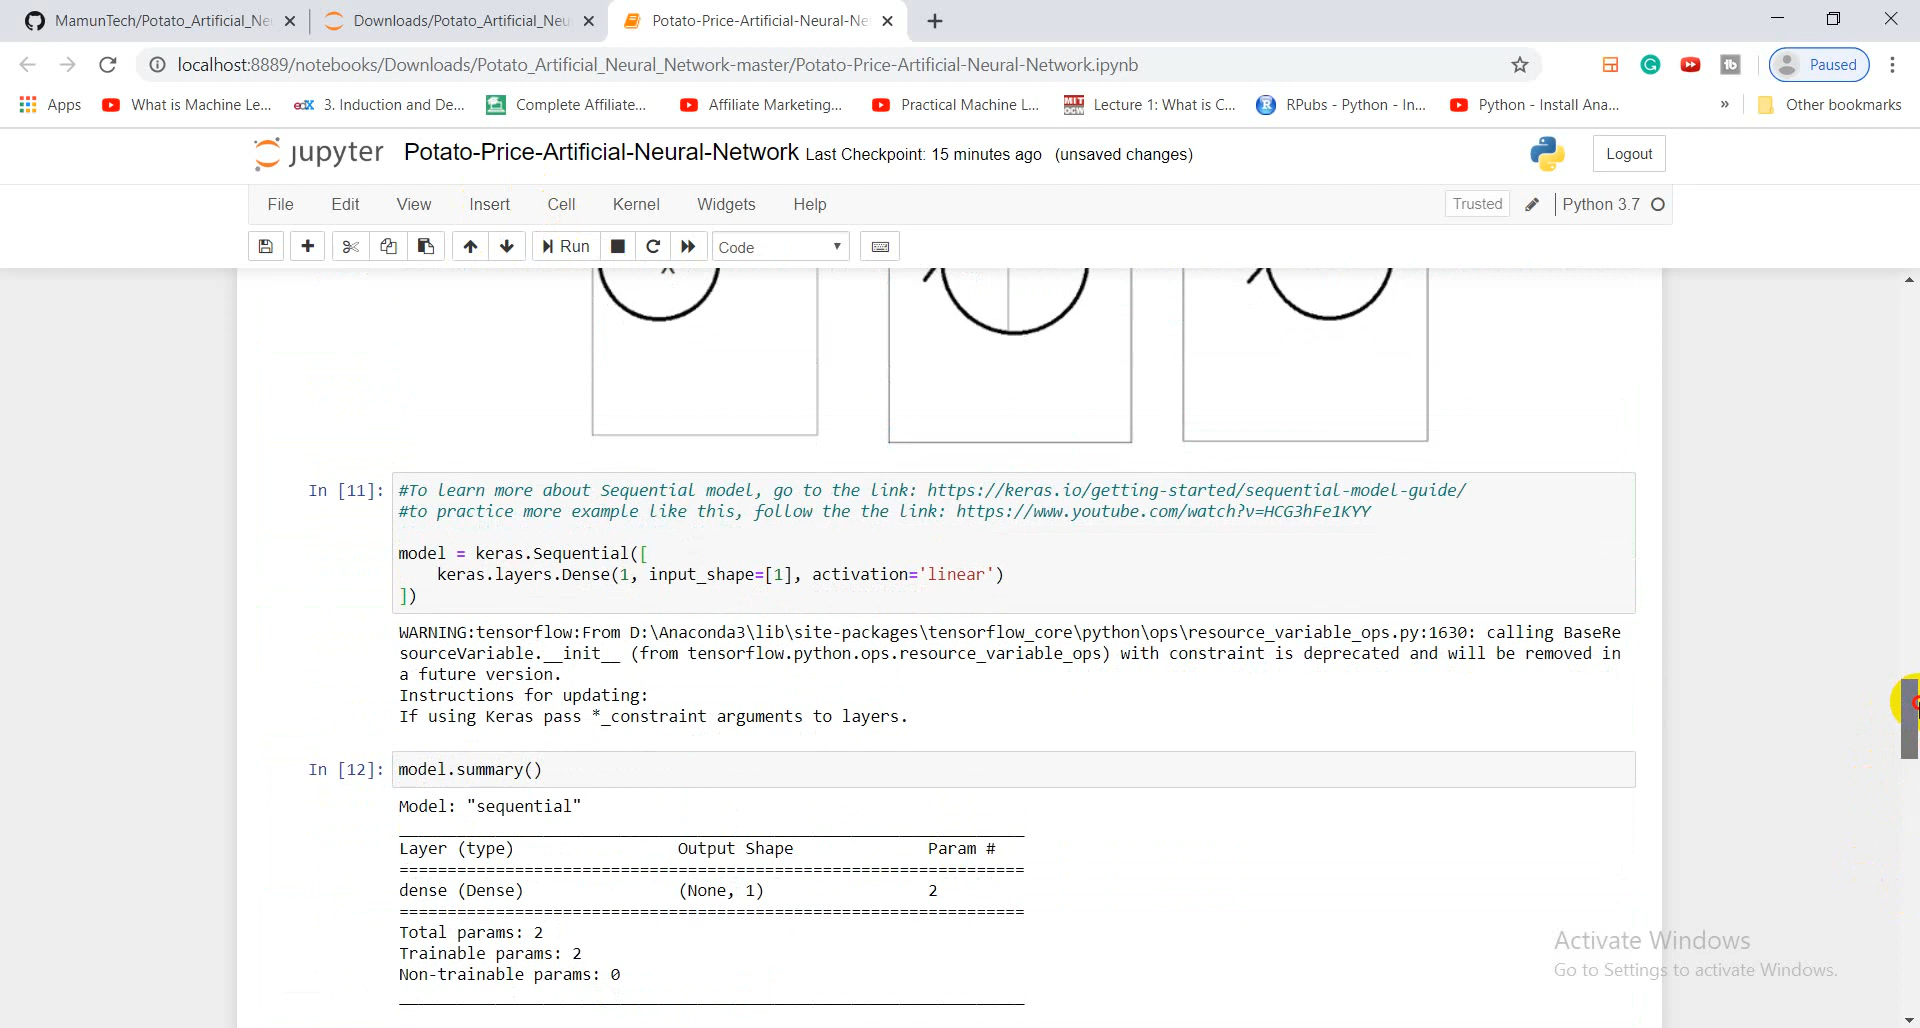 MamunTech/Potato_Artificial_Ne
Downloads/Potato_Artificial_Neu
Potato-Price-Artificial-Neural-Ne
localhost:8889/notebooks/Downloads/Potato_Artificial_Neural_Network-master/Potato-Price-Artificial-Neural-Network.ipynb
Paused
Apps
What is Machine Le...
edX 3. Induction and De...
Complete Affiliate...
Affiliate Marketing...
Practical Machine L...
MIT OCW Lecture 1: What is C...
R RPubs - Python - In...
Python - Install Ana...
»
Other bookmarks
jupyter Potato-Price-Artificial-Neural-Network Last Checkpoint: 15 minutes ago (unsaved changes)
Logout
File Edit View Insert Cell Kernel Widgets Help
Trusted
Python 3.7
Run
Code
In [11]: #To learn more about Sequential model, go to the link: https://keras.io/getting-started/sequential-model-guide/
#to practice more example like this, follow the the link: https://www.youtube.com/watch?v=HCG3hFe1KYY
model = keras.Sequential([
keras.layers.Dense(1, input_shape=[1], activation='linear')
])
WARNING:tensorflow:From D:\Anaconda3\lib\site-packages\tensorflow_core\python\ops\resource_variable_ops.py:1630: calling BaseRe
sourceVariable.__init__ (from tensorflow.python.ops.resource_variable_ops) with constraint is deprecated and will be removed in
a future version.
Instructions for updating:
If using Keras pass *_constraint arguments to layers.
In [12]: model.summary()
Model: "sequential"
_________________________________________________________________
Layer (type) Output Shape Param #
=================================================================
dense (Dense) (None, 1) 2
=================================================================
Total params: 2
Trainable params: 2
Non-trainable params: 0
_________________________________________________________________
Activate Windows
Go to Settings to activate Windows.